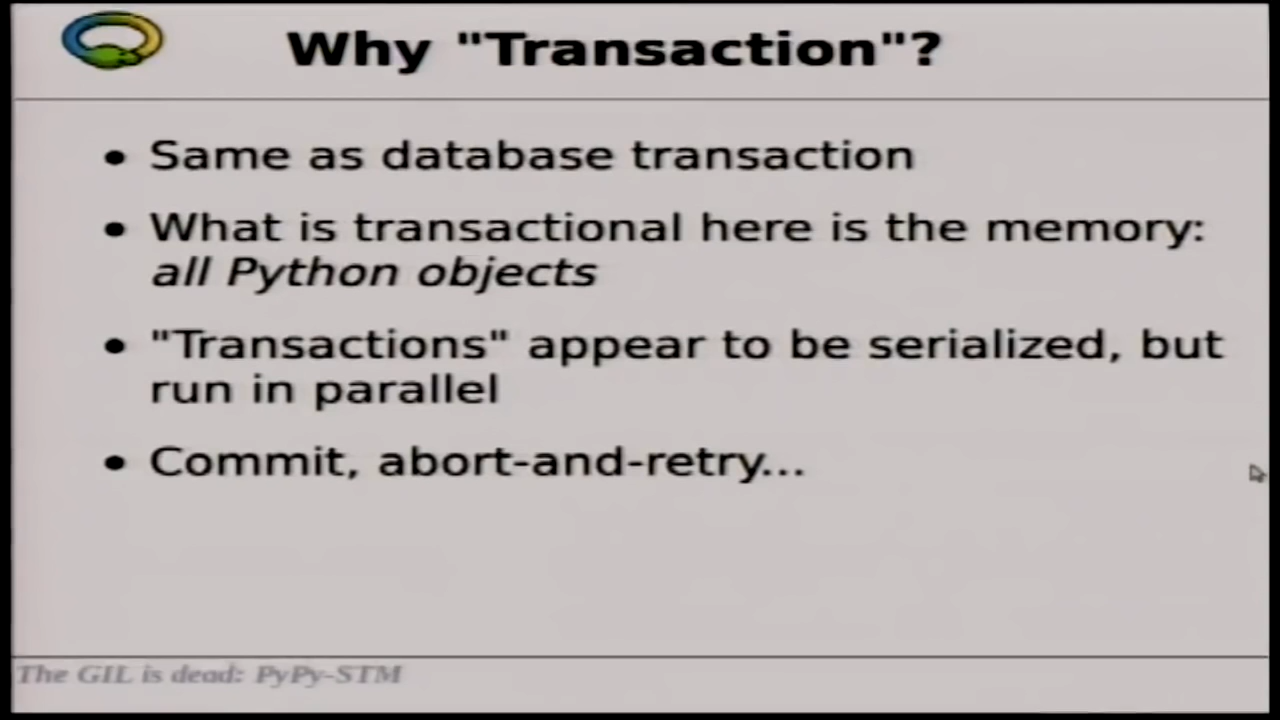 Why "Transaction"?
• Same as database transaction
• What is transactional here is the memory:
all Python objects
• "Transactions" appear to be serialized, but
run in parallel
• Commit, abort-and-retry...
The GIL is dead: PyPy-STM